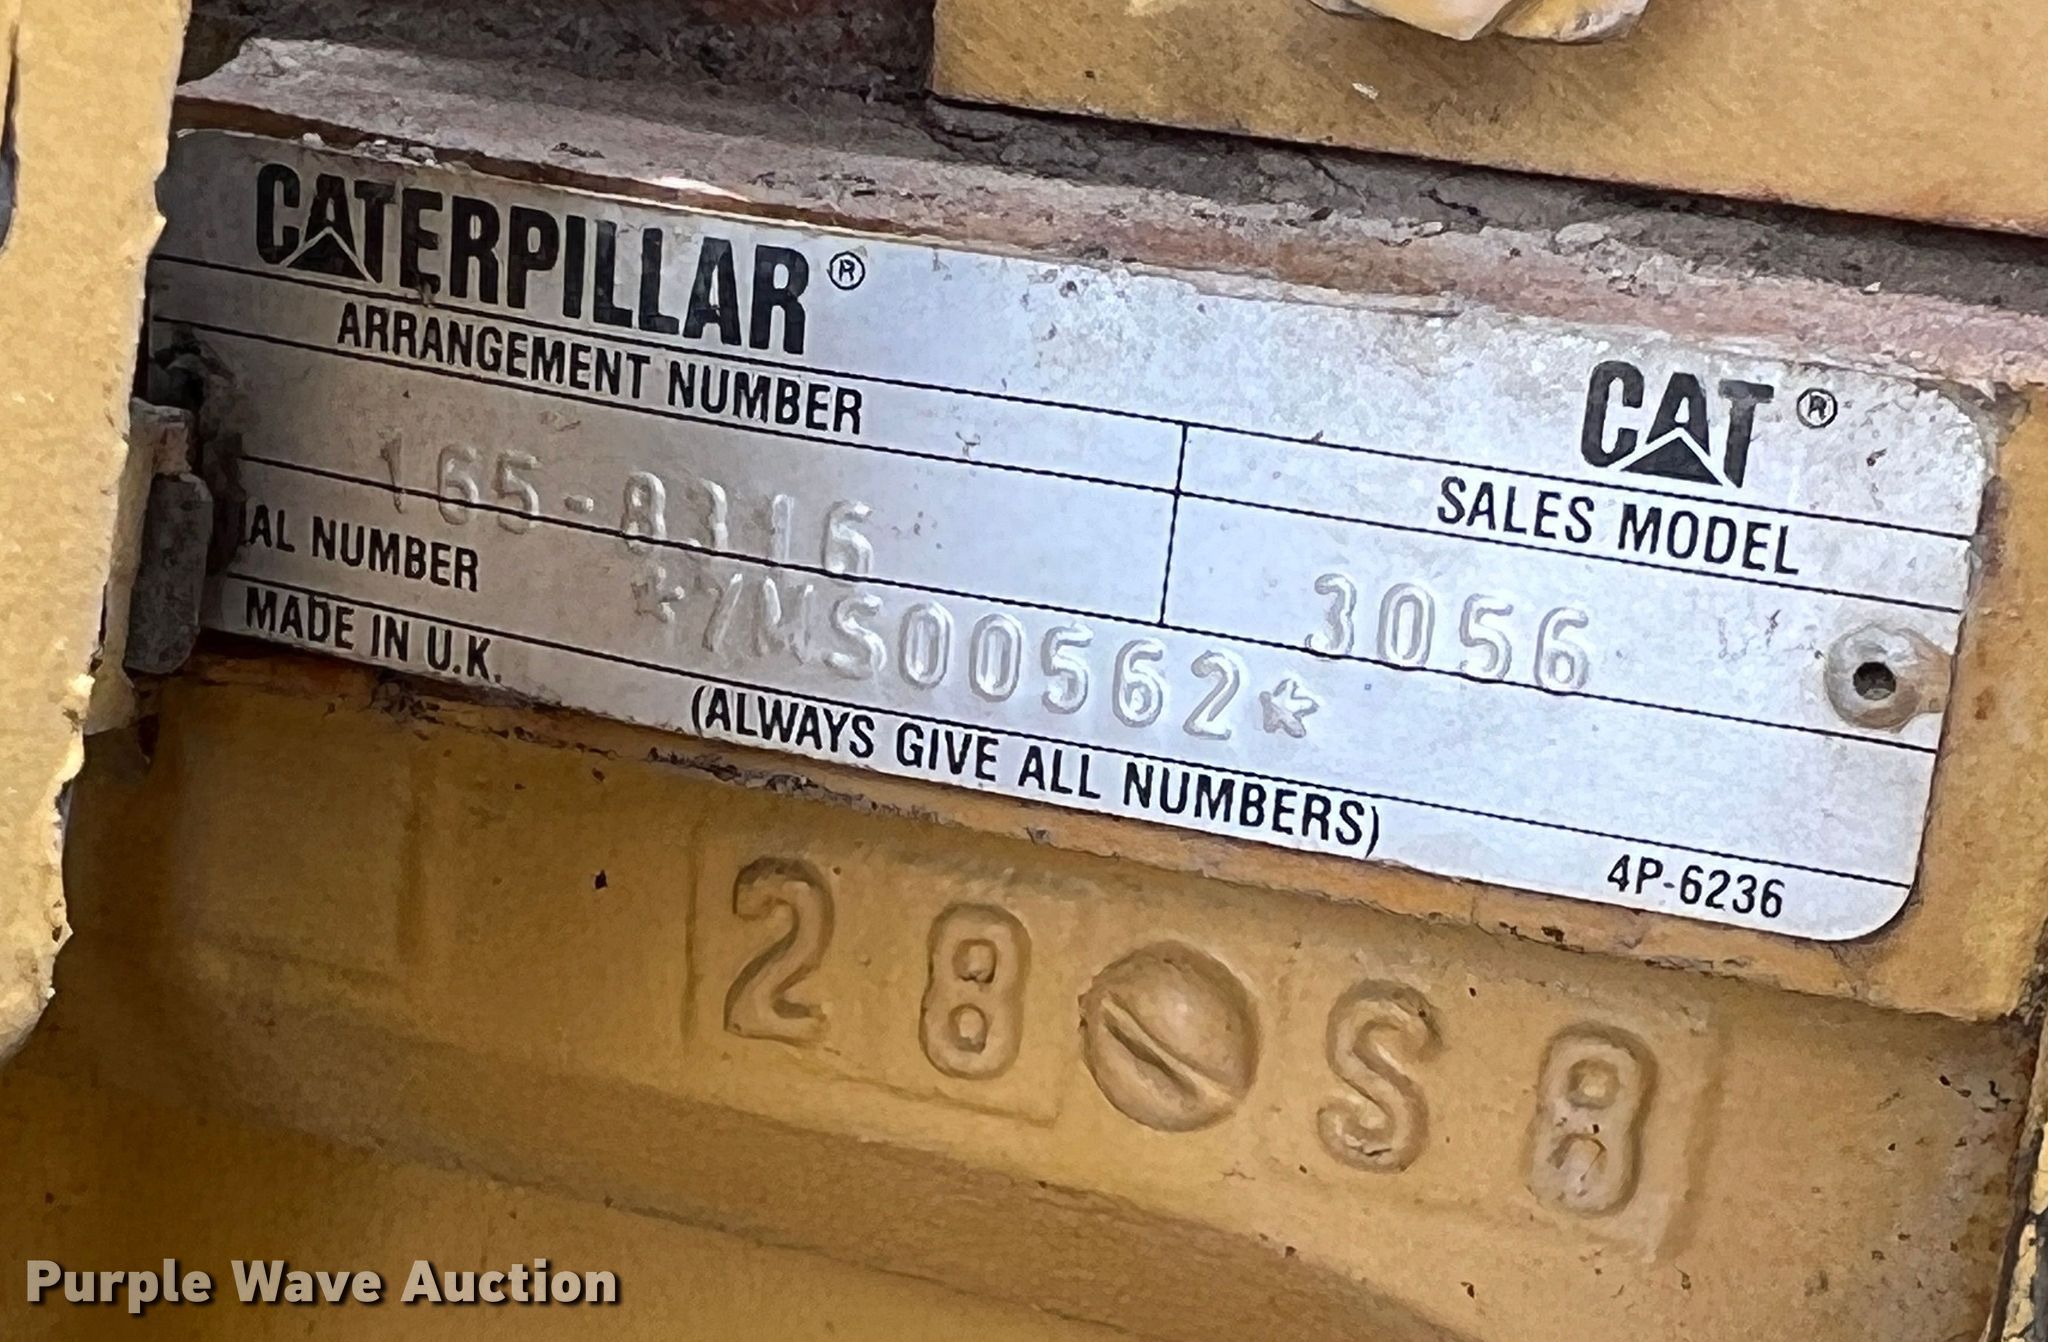 CATERPILLAR®
CAT®
ARRANGEMENT NUMBER
SALES MODEL
165-8316
3056
IAL NUMBER
*7MS00562*
MADE IN U.K.
(ALWAYS GIVE ALL NUMBERS)
4P-6236
28 S8
Purple Wave Auction